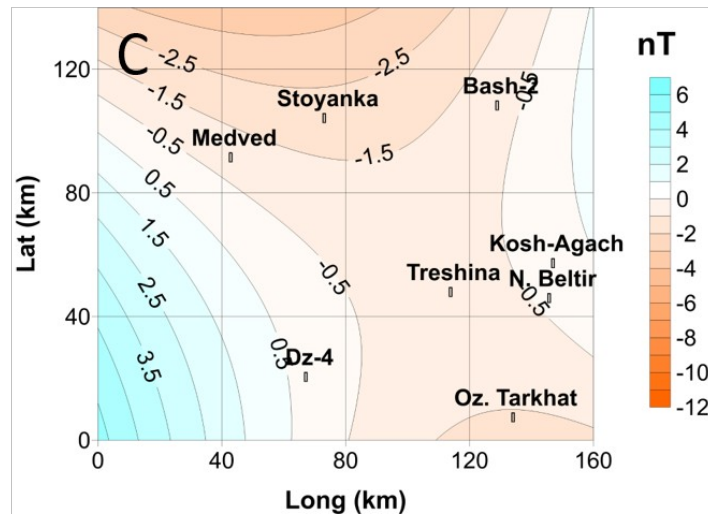 C
nT
-2.5
-2.5
120
Bash-2
-0.5
-1.5
Stoyanka
-0.5
Medved
-1.5
0.5
80
1.5
Kosh-Agach
-0.5
Treshina
N. Beltir
2.5
0.5
40
0.5
Dz-4
3.5
Oz. Tarkhat
0
0
40
80
120
160
Lat (km)
Long (km)
6
4
2
0
-2
-4
-6
-8
-10
-12